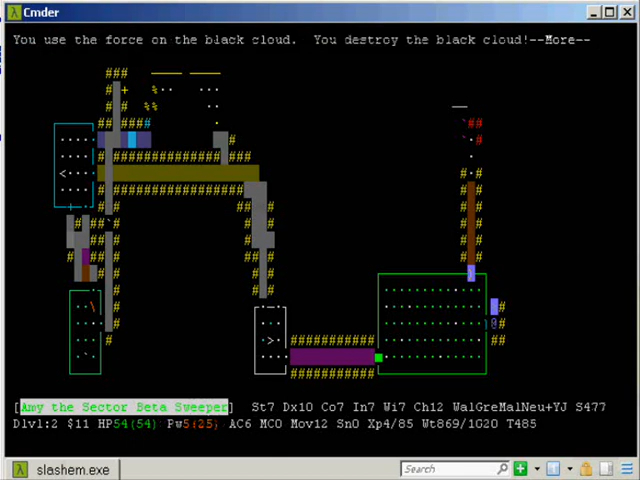 Cmder
You use the force on the black cloud.  You destroy the black cloud!--More--
[Amy the Sector Beta Sweeper]  St7 Dx10 Co7 In7 Wi7 Ch12 WalGreMalNeu+YJ S477
Dlvl:2 $11 HP54(54) Pw5(25) AC6 MC0 Mov12 Sn0 Xp4/85 Wt869/1G20 T485
slashem.exe
Search